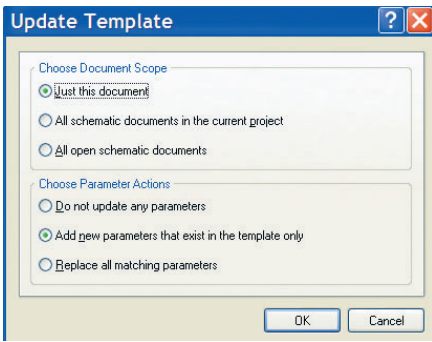 Update Template
Choose Document Scope
Just this document
All schematic documents in the current project
All open schematic documents
Choose Parameter Actions
Do not update any parameters
Add new parameters that exist in the template only
Replace all matching parameters
OK Cancel